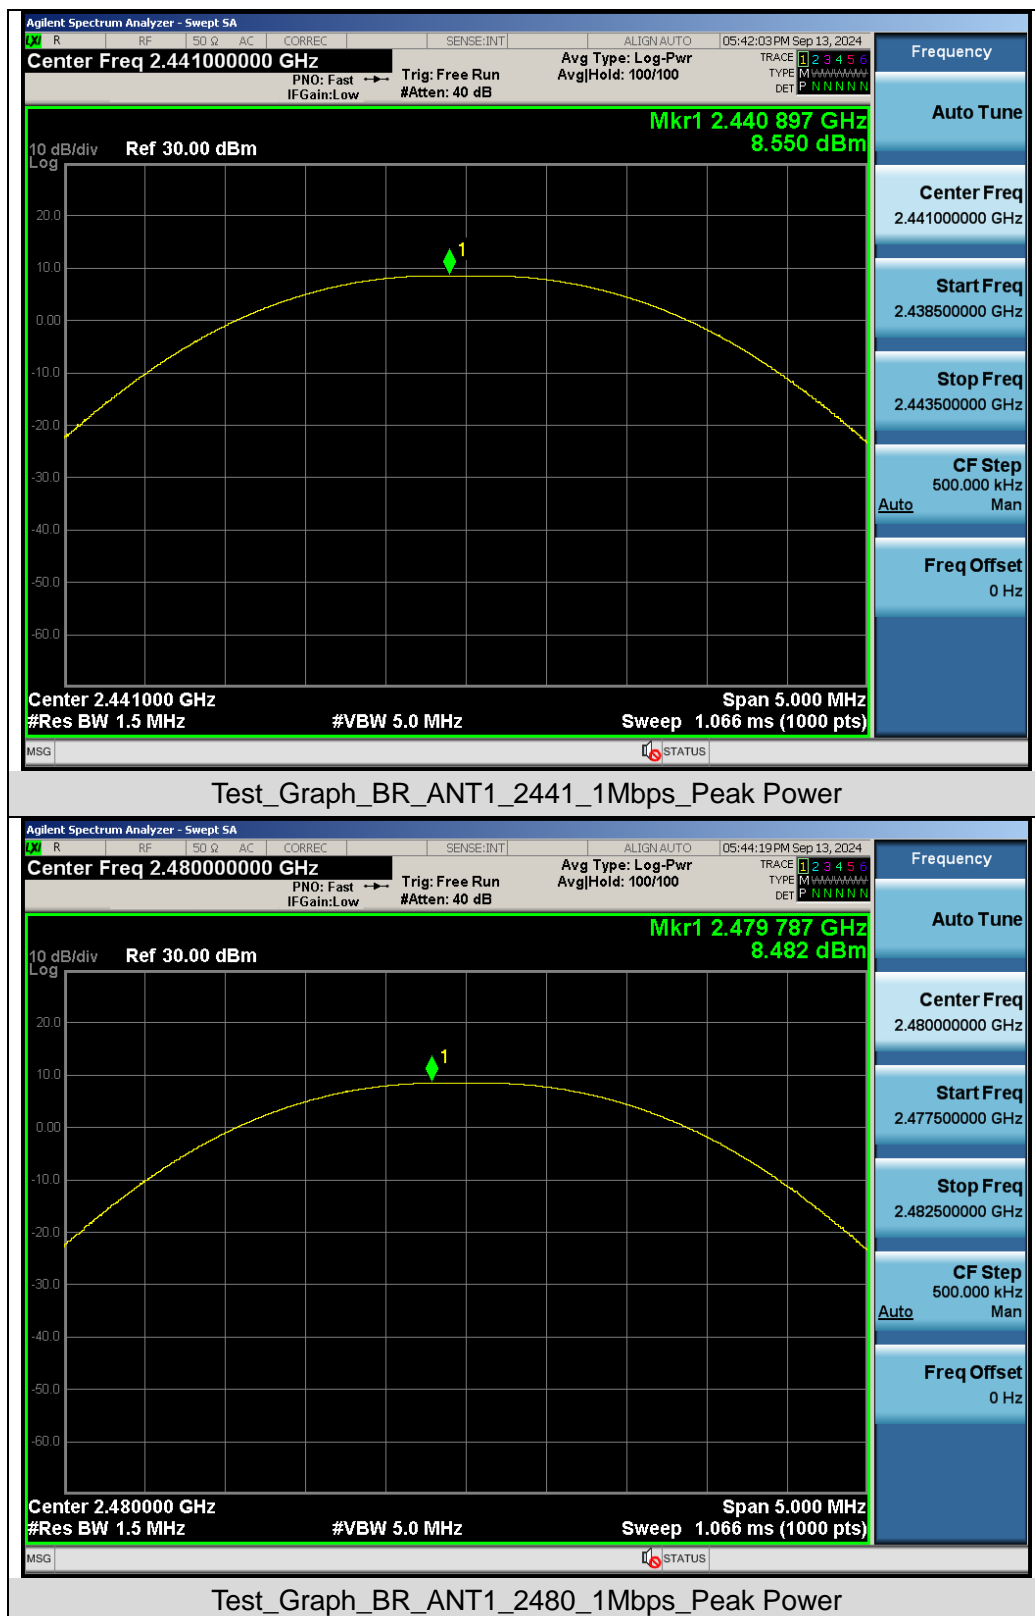 Agilent Spectrum Analyzer - Swept SA
LXI R RF 50 Ω AC CORREC SENSE:INT ALIGN AUTO 05:42:03 PM Sep 13, 2024
Center Freq 2.441000000 GHz
PNO: Fast
IFGain:Low
Trig: Free Run
#Atten: 40 dB
Avg Type: Log-Pwr
Avg|Hold: 100/100
TRACE 1 2 3 4 5 6
TYPE M
DET P N N N N N
Mkr1 2.440 897 GHz
8.550 dBm
10 dB/div Ref 30.00 dBm
Log
20.0
1
10.0
0.00
-10.0
-20.0
-30.0
-40.0
-50.0
-60.0
Center 2.441000 GHz Span 5.000 MHz
#Res BW 1.5 MHz #VBW 5.0 MHz Sweep 1.066 ms (1000 pts)
MSG STATUS
Frequency
Auto Tune
Center Freq
2.441000000 GHz
Start Freq
2.438500000 GHz
Stop Freq
2.443500000 GHz
CF Step
500.000 kHz
Auto Man
Freq Offset
0 Hz
Test_Graph_BR_ANT1_2441_1Mbps_Peak Power
Agilent Spectrum Analyzer - Swept SA
LXI R RF 50 Ω AC CORREC SENSE:INT ALIGN AUTO 05:44:19 PM Sep 13, 2024
Center Freq 2.480000000 GHz
PNO: Fast
IFGain:Low
Trig: Free Run
#Atten: 40 dB
Avg Type: Log-Pwr
Avg|Hold: 100/100
TRACE 1 2 3 4 5 6
TYPE M
DET P N N N N N
Mkr1 2.479 787 GHz
8.482 dBm
10 dB/div Ref 30.00 dBm
Log
20.0
1
10.0
0.00
-10.0
-20.0
-30.0
-40.0
-50.0
-60.0
Center 2.480000 GHz Span 5.000 MHz
#Res BW 1.5 MHz #VBW 5.0 MHz Sweep 1.066 ms (1000 pts)
MSG STATUS
Frequency
Auto Tune
Center Freq
2.480000000 GHz
Start Freq
2.477500000 GHz
Stop Freq
2.482500000 GHz
CF Step
500.000 kHz
Auto Man
Freq Offset
0 Hz
Test_Graph_BR_ANT1_2480_1Mbps_Peak Power